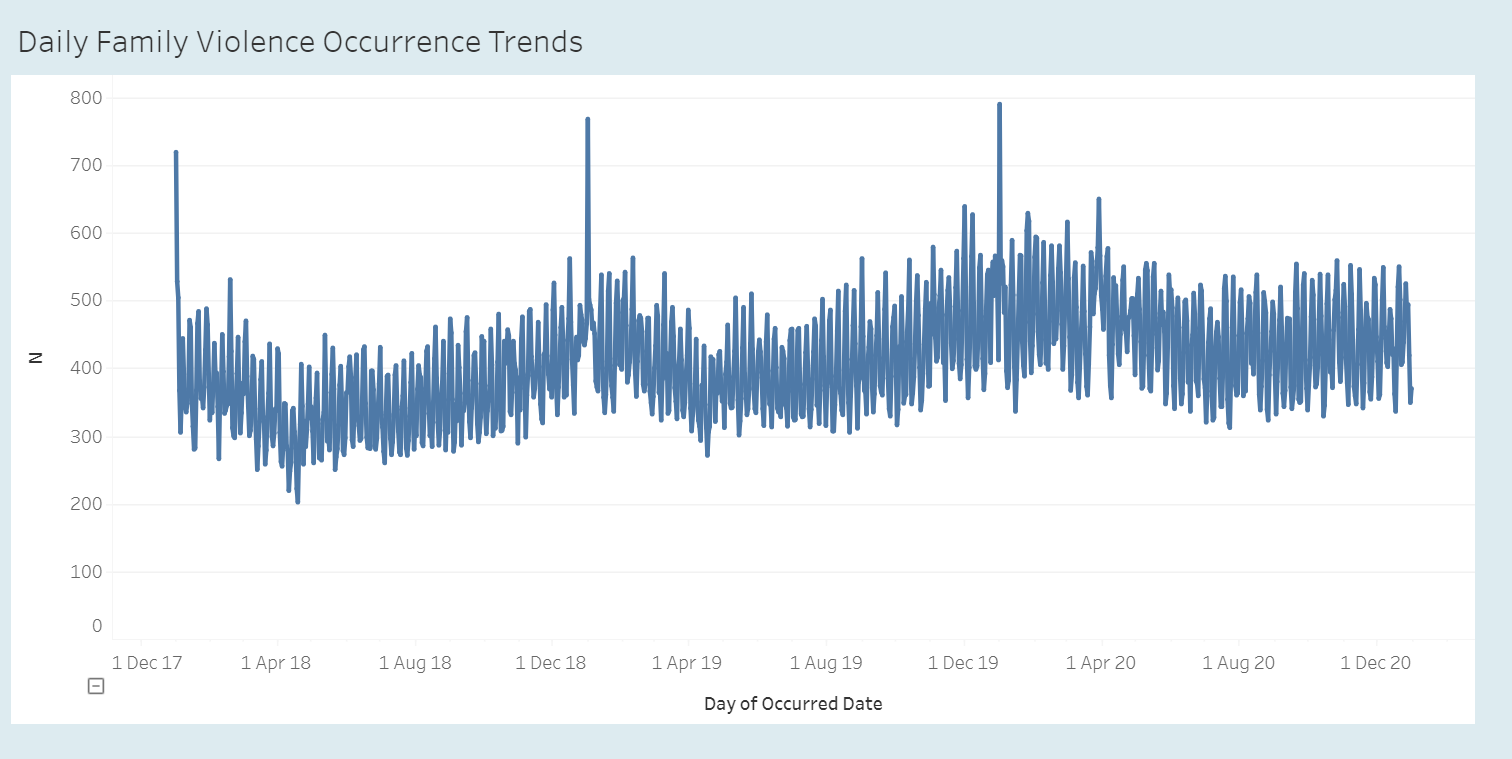 Daily Family Violence Occurrence Trends
800
700
600
500
400
300
200
100
0
N
1 Dec 17 1 Apr 18 1 Aug 18 1 Dec 18 1 Apr 19 1 Aug 19 1 Dec 19 1 Apr 20 1 Aug 20 1 Dec 20
Day of Occurred Date